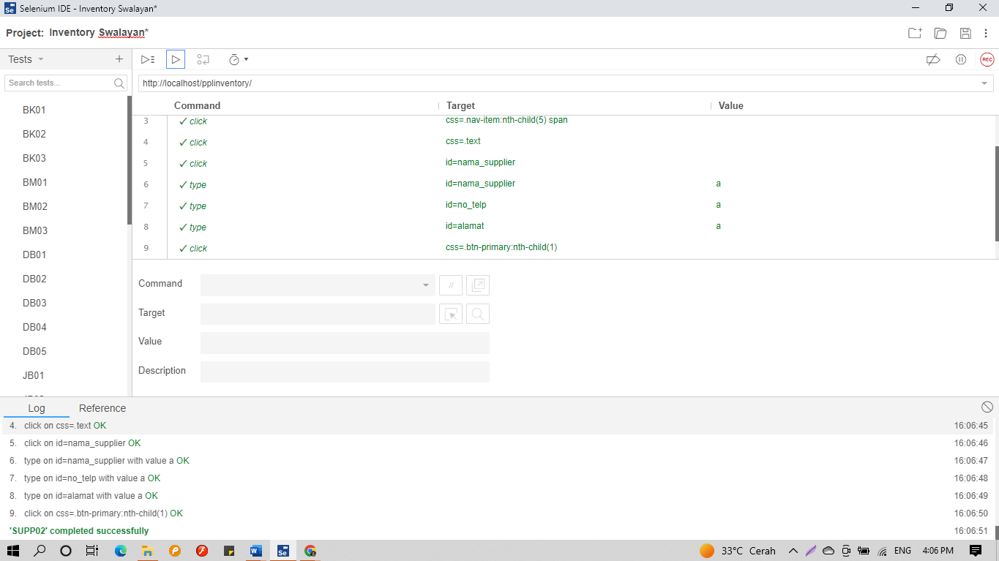 Selenium IDE - Inventory Swalayan*
Project: Inventory Swalayan*
Tests
Search tests...
BK01
BK02
BK03
BM01
BM02
BM03
DB01
DB02
DB03
DB04
DB05
JB01
REC
http://localhost/pplinventory/
Command Target Value
3 ✓ click css=.nav-item:nth-child(5) span
4 ✓ click css=.text
5 ✓ click id=nama_supplier
6 ✓ type id=nama_supplier a
7 ✓ type id=no_telp a
8 ✓ type id=alamat a
9 ✓ click css=.btn-primary:nth-child(1)
Command //
Target
Value
Description
Log Reference
4. click on css=.text OK 16:06:45
5. click on id=nama_supplier OK 16:06:46
6. type on id=nama_supplier with value a OK 16:06:47
7. type on id=no_telp with value a OK 16:06:48
8. type on id=alamat with value a OK 16:06:49
9. click on css=.btn-primary:nth-child(1) OK 16:06:50
'SUPP02' completed successfully 16:06:51
33°C Cerah ENG 4:06 PM